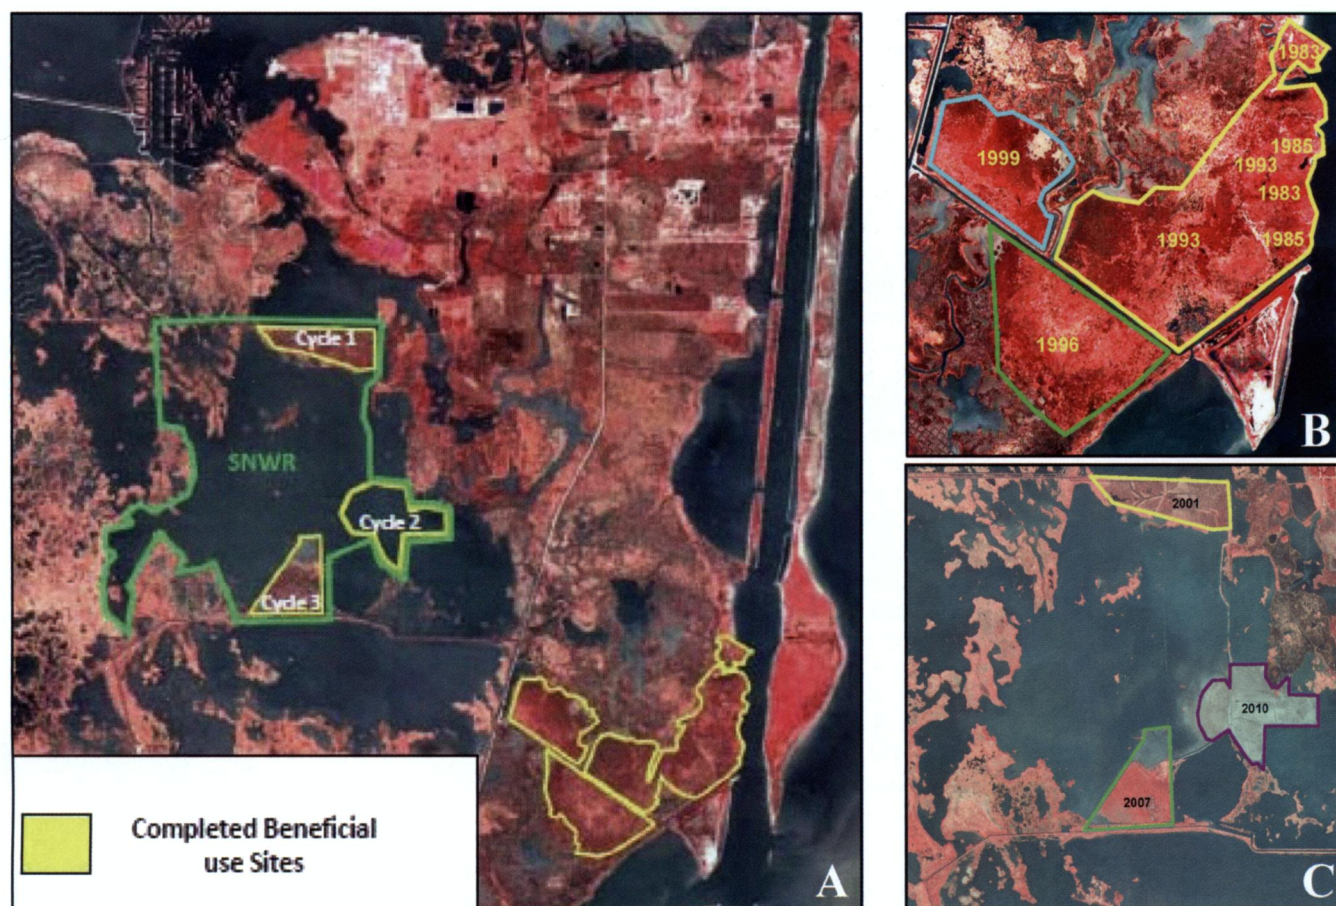 Cycle 1
SNWR
Cycle 2
Cycle 3
Completed Beneficial
use Sites
A
1983
1985
1999
1993
1983
1993
1985
1996
B
2001
2010
2007
C